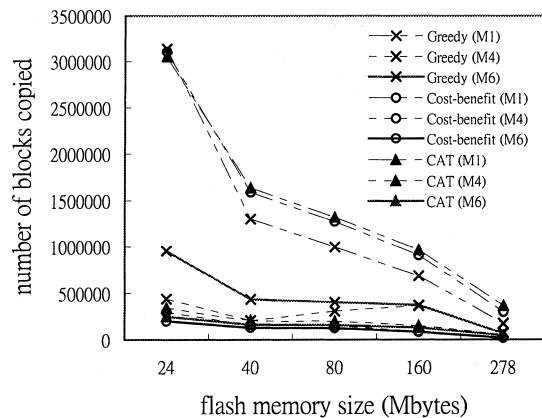 3500000
3000000
2500000
2000000
1500000
1000000
500000
0
number of blocks copied
Greedy (M1)
Greedy (M4)
Greedy (M6)
Cost-benefit (M1)
Cost-benefit (M4)
Cost-benefit (M6)
CAT (M1)
CAT (M4)
CAT (M6)
24 40 80 160 278
flash memory size (Mbytes)